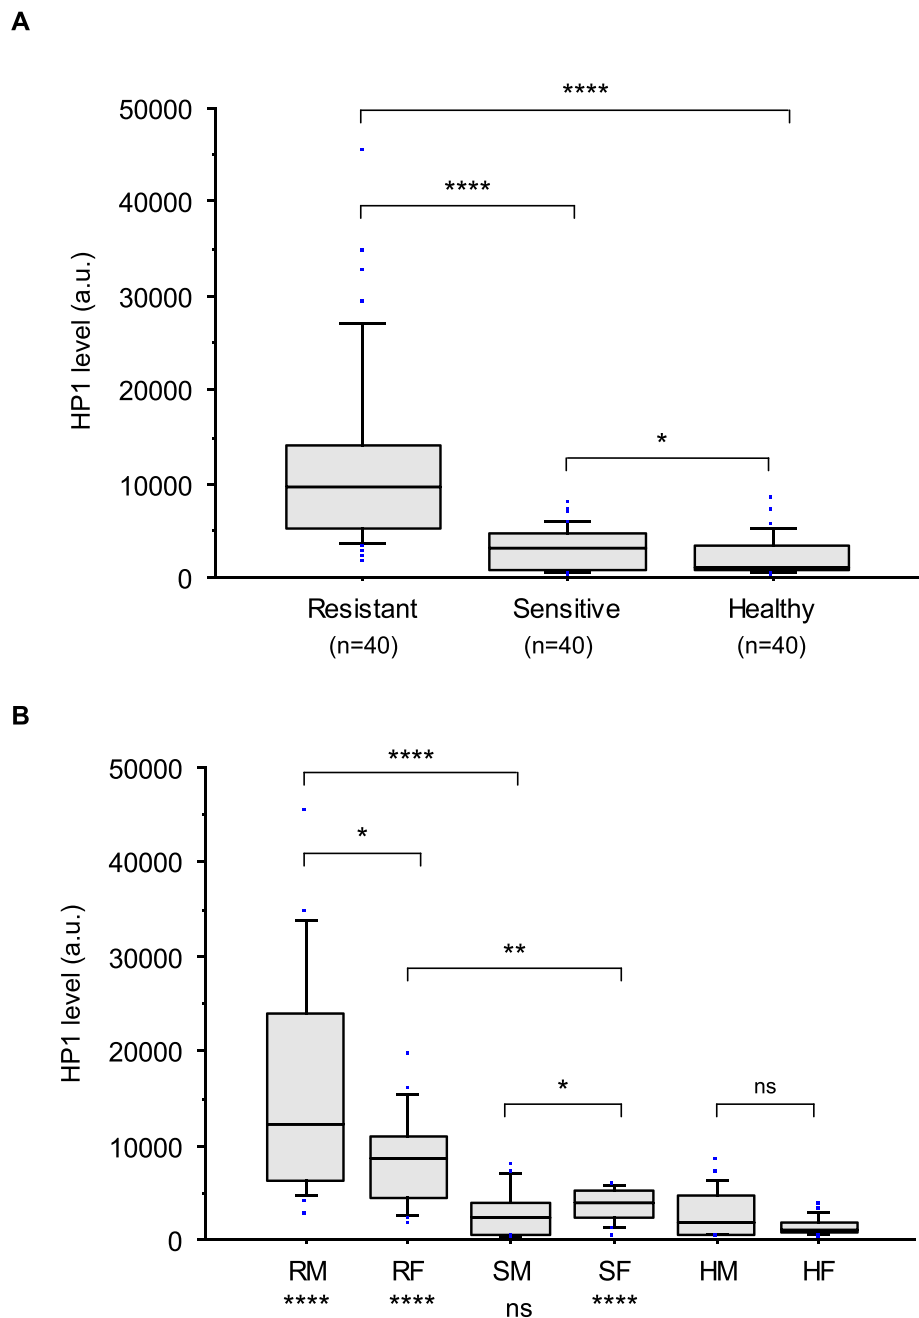 A
****
50000
****
40000
30000
HP1 level (a.u.)
20000
*
10000
0
Resistant Sensitive Healthy
(n=40) (n=40) (n=40)
B
****
50000
*
40000
**
30000
HP1 level (a.u.)
20000
* ns
10000
0
RM RF SM SF HM HF
**** **** ns ****